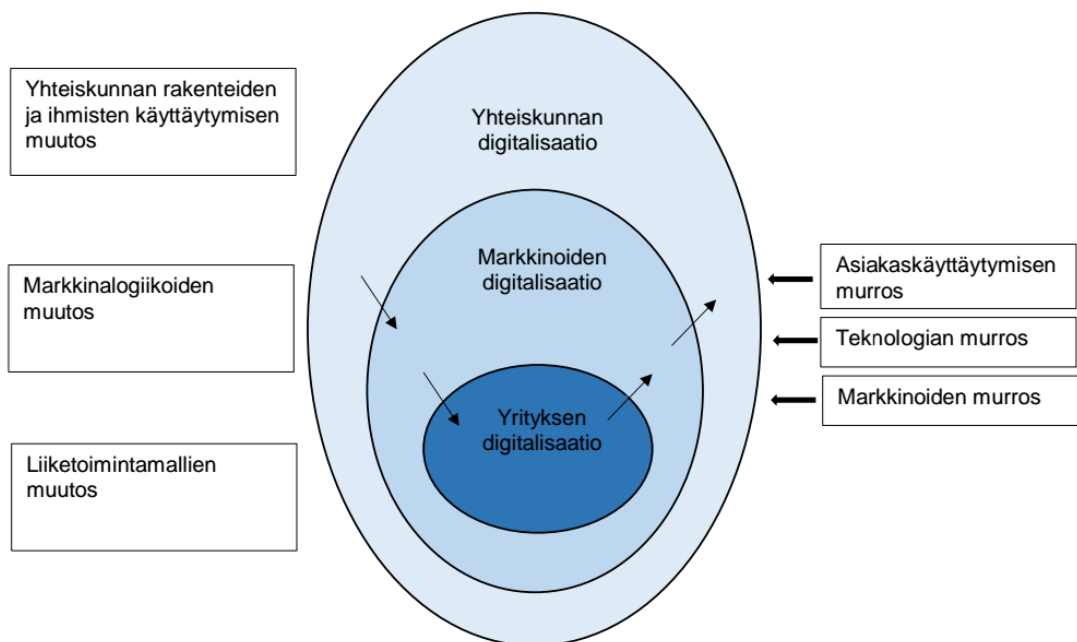 Yhteiskunnan rakenteiden
ja ihmisten käyttäytymisen
muutos
Yhteiskunnan
digitalisaatio
Markkinalogiikoiden
muutos
Markkinoiden
digitalisaatio
Asiakaskäyttäytymisen
murros
Teknologian murros
Markkinoiden murros
Liiketoimintamallien
muutos
Yrityksen
digitalisaatio